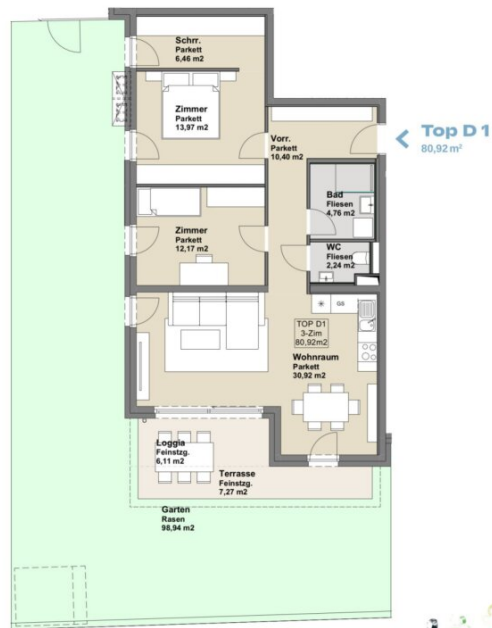 Schrr.
Parkett
6,46 m2
Zimmer
Parkett
13,97 m2
Vorr.
Parkett
10,40 m2
Top D 1
80,92 m²
Bad
Fliesen
4,76 m2
Zimmer
Parkett
12,17 m2
WC
Fliesen
2,24 m2
GS
TOP D1
3-Zim
80,92m2
Wohnraum
Parkett
30,92 m2
Loggia
Feinstzg.
6,11 m2
Terrasse
Feinstzg.
7,27 m2
Garten
Rasen
98,94 m2